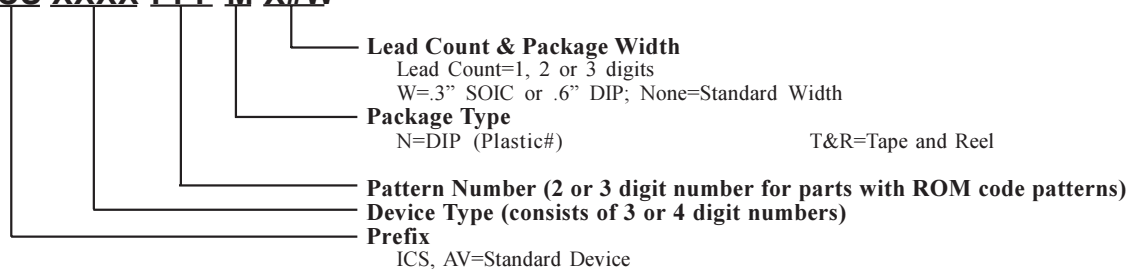 Lead Count & Package Width
Lead Count=1, 2 or 3 digits
W=.3” SOIC or .6” DIP; None=Standard Width
Package Type
N=DIP (Plastic#) T&R=Tape and Reel
Pattern Number (2 or 3 digit number for parts with ROM code patterns)
Device Type (consists of 3 or 4 digit numbers)
Prefix
ICS, AV=Standard Device